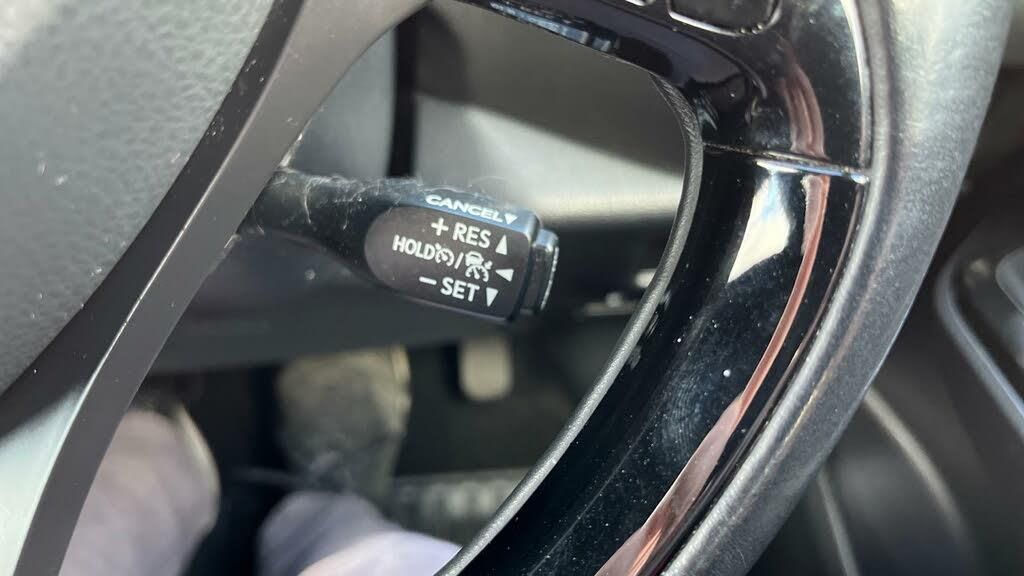 CANCEL▼
+ RES ▲
HOLD / ◄
− SET ▼